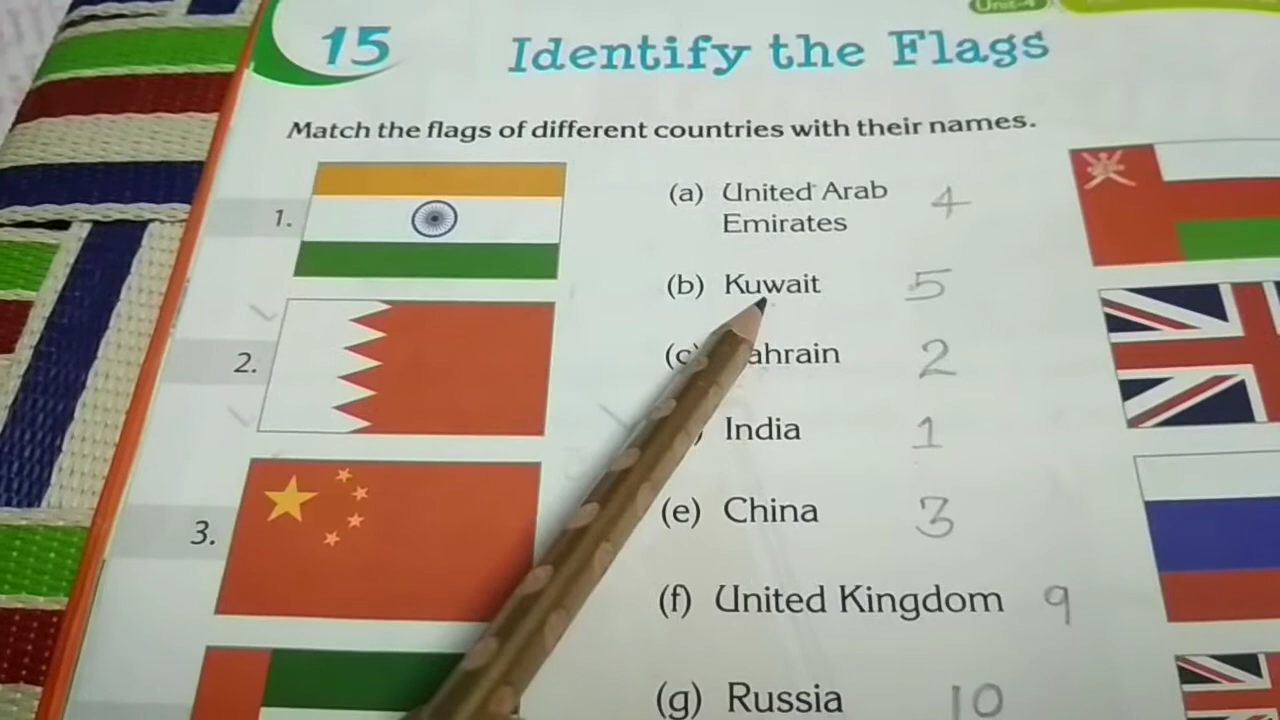 15 Identify the Flags
Match the flags of different countries with their names.
1.
(a) United Arab 4
Emirates
(b) Kuwait 5
2.
(c) ahrain 2
India 1
3.
(e) China 3
(f) United Kingdom 9
(g) Russia 10